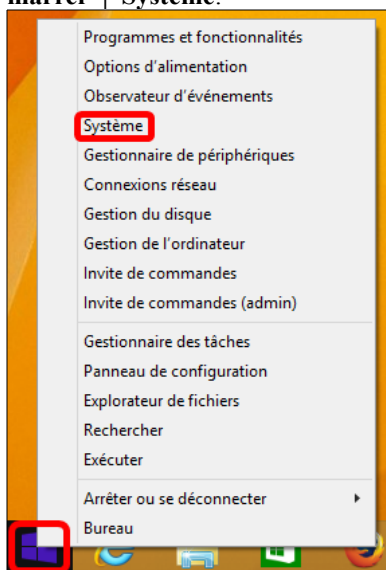 marrer | Système.
Programmes et fonctionnalités
Options d'alimentation
Observateur d'événements
Système
Gestionnaire de périphériques
Connexions réseau
Gestion du disque
Gestion de l'ordinateur
Invite de commandes
Invite de commandes (admin)
Gestionnaire des tâches
Panneau de configuration
Explorateur de fichiers
Rechercher
Exécuter
Arrêter ou se déconnecter
Bureau